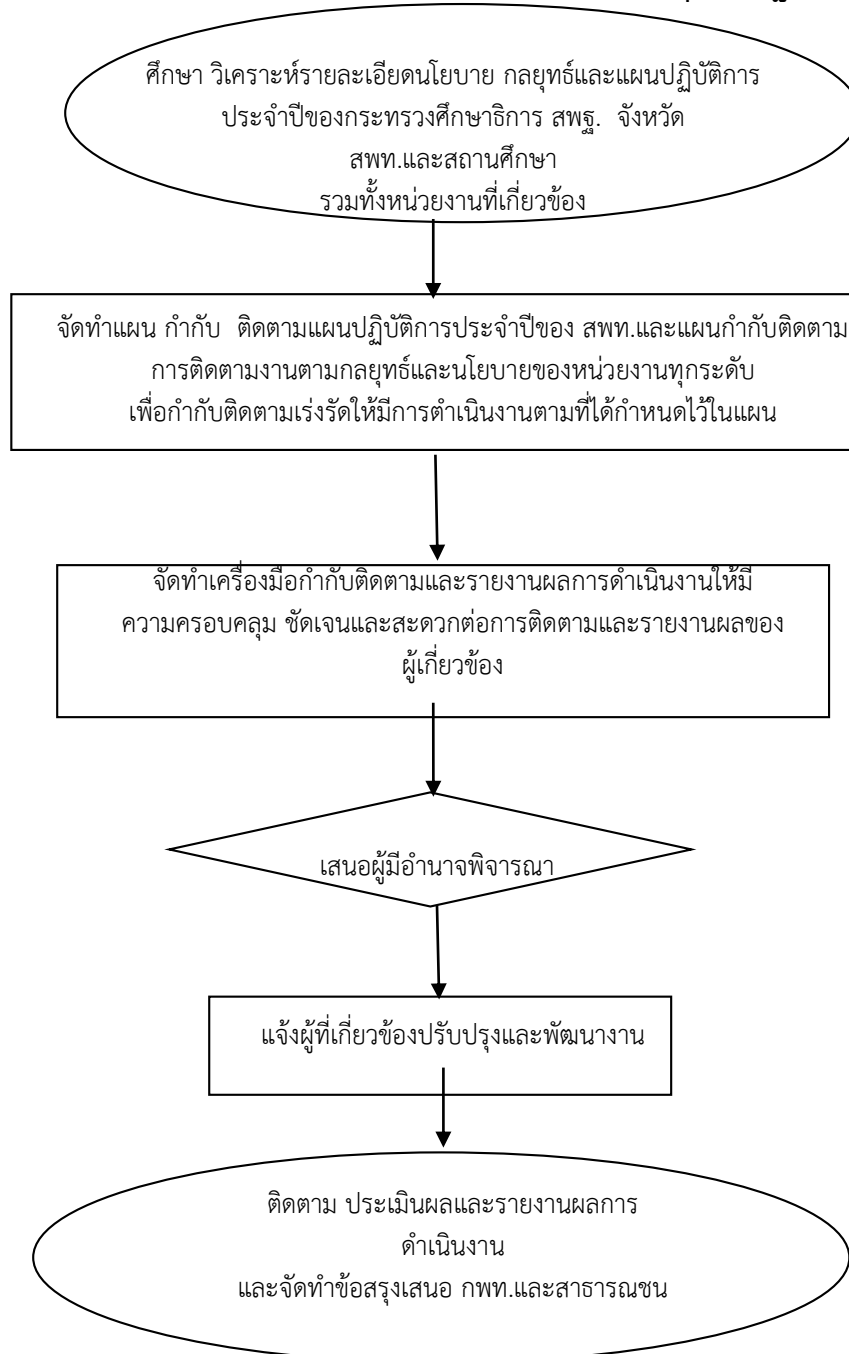 ศึกษา วิเคราะห์รายละเอียดนโยบาย กลยุทธ์และแผนปฏิบัติการ
ประจำปีของกระทรวงศึกษาธิการ สพฐ. จังหวัด
สพท.และสถานศึกษา
รวมทั้งหน่วยงานที่เกี่ยวข้อง
จัดทำแผน กำกับ ติดตามแผนปฏิบัติการประจำปีของ สพท.และแผนกำกับติดตาม
การติดตามงานตามกลยุทธ์และนโยบายของหน่วยงานทุกระดับ
เพื่อกำกับติดตามเร่งรัดให้มีการดำเนินงานตามที่ได้กำหนดไว้ในแผน
จัดทำเครื่องมือกำกับติดตามและรายงานผลการดำเนินงานให้มี
ความครอบคลุม ชัดเจนและสะดวกต่อการติดตามและรายงานผลของ
ผู้เกี่ยวข้อง
เสนอผู้มีอำนาจพิจารณา
แจ้งผู้ที่เกี่ยวข้องปรับปรุงและพัฒนางาน
ติดตาม ประเมินผลและรายงานผลการ
ดำเนินงาน
และจัดทำข้อสรุงเสนอ กพท.และสาธารณชน